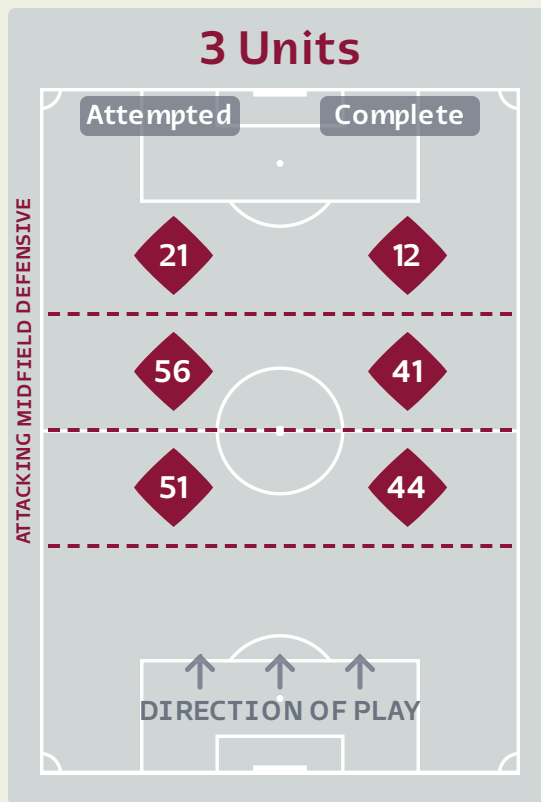 3 Units
Attempted Complete
21 12
56 41
51 44
ATTACKING MIDFIELD DEFENSIVE
DIRECTION OF PLAY